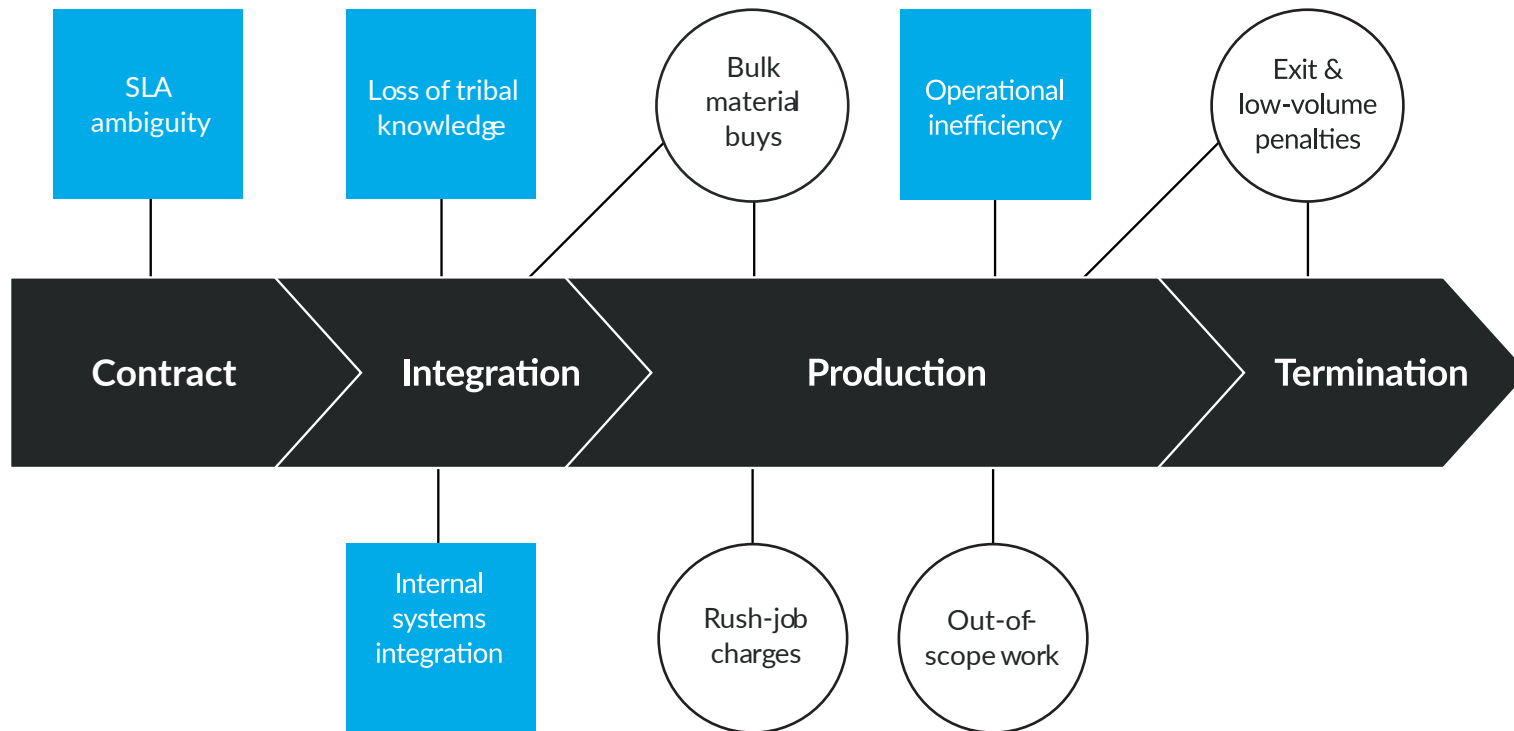 SLA
ambiguity
Loss of tribal
knowledge
Bulk
material
buys
Operational
inefficiency
Exit &
low-volume
penalties
Contract
Integration
Production
Termination
Internal
systems
integration
Rush-job
charges
Out-of-
scope work